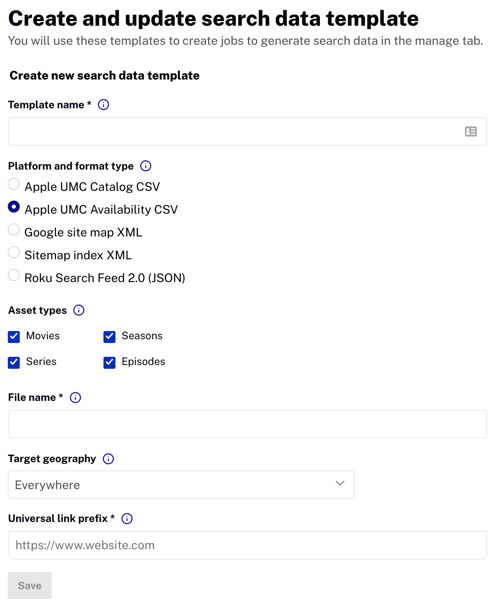 Create and update search data template
You will use these templates to create jobs to generate search data in the manage tab.
Create new search data template
Template name *
Platform and format type
Apple UMC Catalog CSV
Apple UMC Availability CSV
Google site map XML
Sitemap index XML
Roku Search Feed 2.0 (JSON)
Asset types
Movies
Seasons
Series
Episodes
File name *
Target geography
Everywhere
Universal link prefix *
https://www.website.com
Save